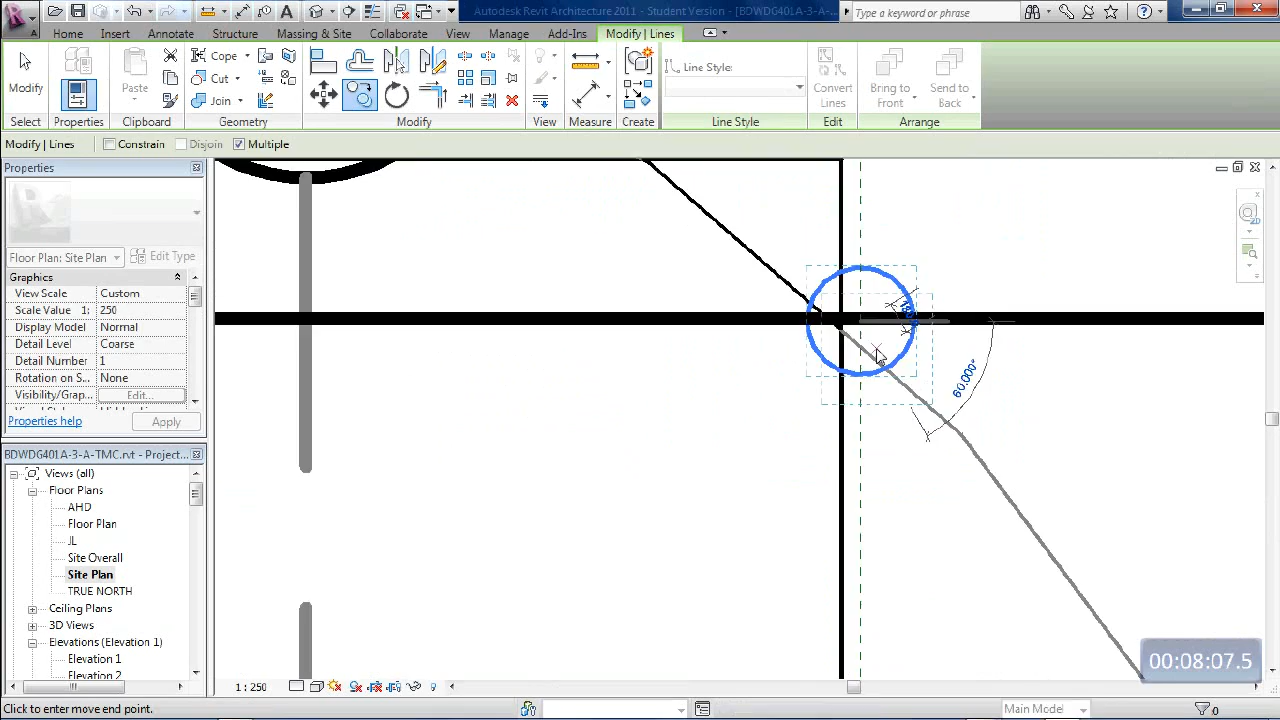 Autodesk Revit Architecture 2011 - Student Version - [BDWDG401A-3-A-...
Type a keyword or phrase
Home
Insert
Annotate
Structure
Massing & Site
Collaborate
View
Manage
Add-Ins
Modify | Lines
Modify
Paste
Cope
Cut
Join
Line Style:
Convert
Lines
Bring to
Front
Send to
Back
Select
Properties
Clipboard
Geometry
Modify
View
Measure
Create
Line Style
Edit
Arrange
Modify | Lines
Constrain
Disjoin
Multiple
Properties
Floor Plan: Site Plan
Edit Type
Graphics
View Scale Custom
Scale Value 1: 250
Display Model Normal
Detail Level Coarse
Detail Number 1
Rotation on S... None
Visibility/Grap... Edit...
Properties help
Apply
BDWDG401A-3-A-TMC.rvt - Project...
Views (all)
Floor Plans
AHD
Floor Plan
JL
Site Overall
Site Plan
TRUE NORTH
Ceiling Plans
3D Views
Elevations (Elevation 1)
Elevation 1
Elevation 2
60.000°
00:08:07.5
1 : 250
Click to enter move end point.
Main Model
:0